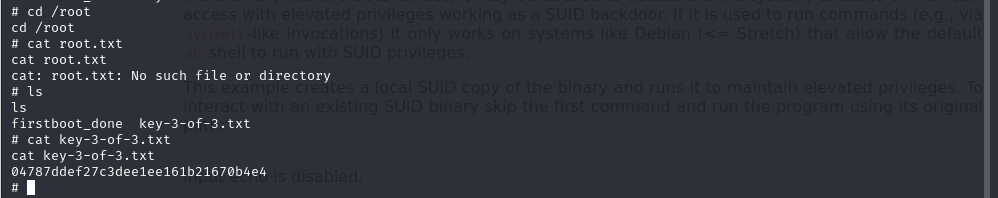 # cd /root
cd /root
# cat root.txt
cat root.txt
cat: root.txt: No such file or directory
# ls
ls
firstboot_done  key-3-of-3.txt
# cat key-3-of-3.txt
cat key-3-of-3.txt
04787ddef27c3dee1ee161b21670b4e4
#
access with elevated privileges working as a SUID backdoor. If it is used to run commands (e.g., via
system()-like invocations) it only works on systems like Debian (<= Stretch) that allow the default
sh shell to run with SUID privileges.
This example creates a local SUID copy of the binary and runs it to maintain elevated privileges. To
interact with an existing SUID binary skip the first command and run the program using its original
is disabled.